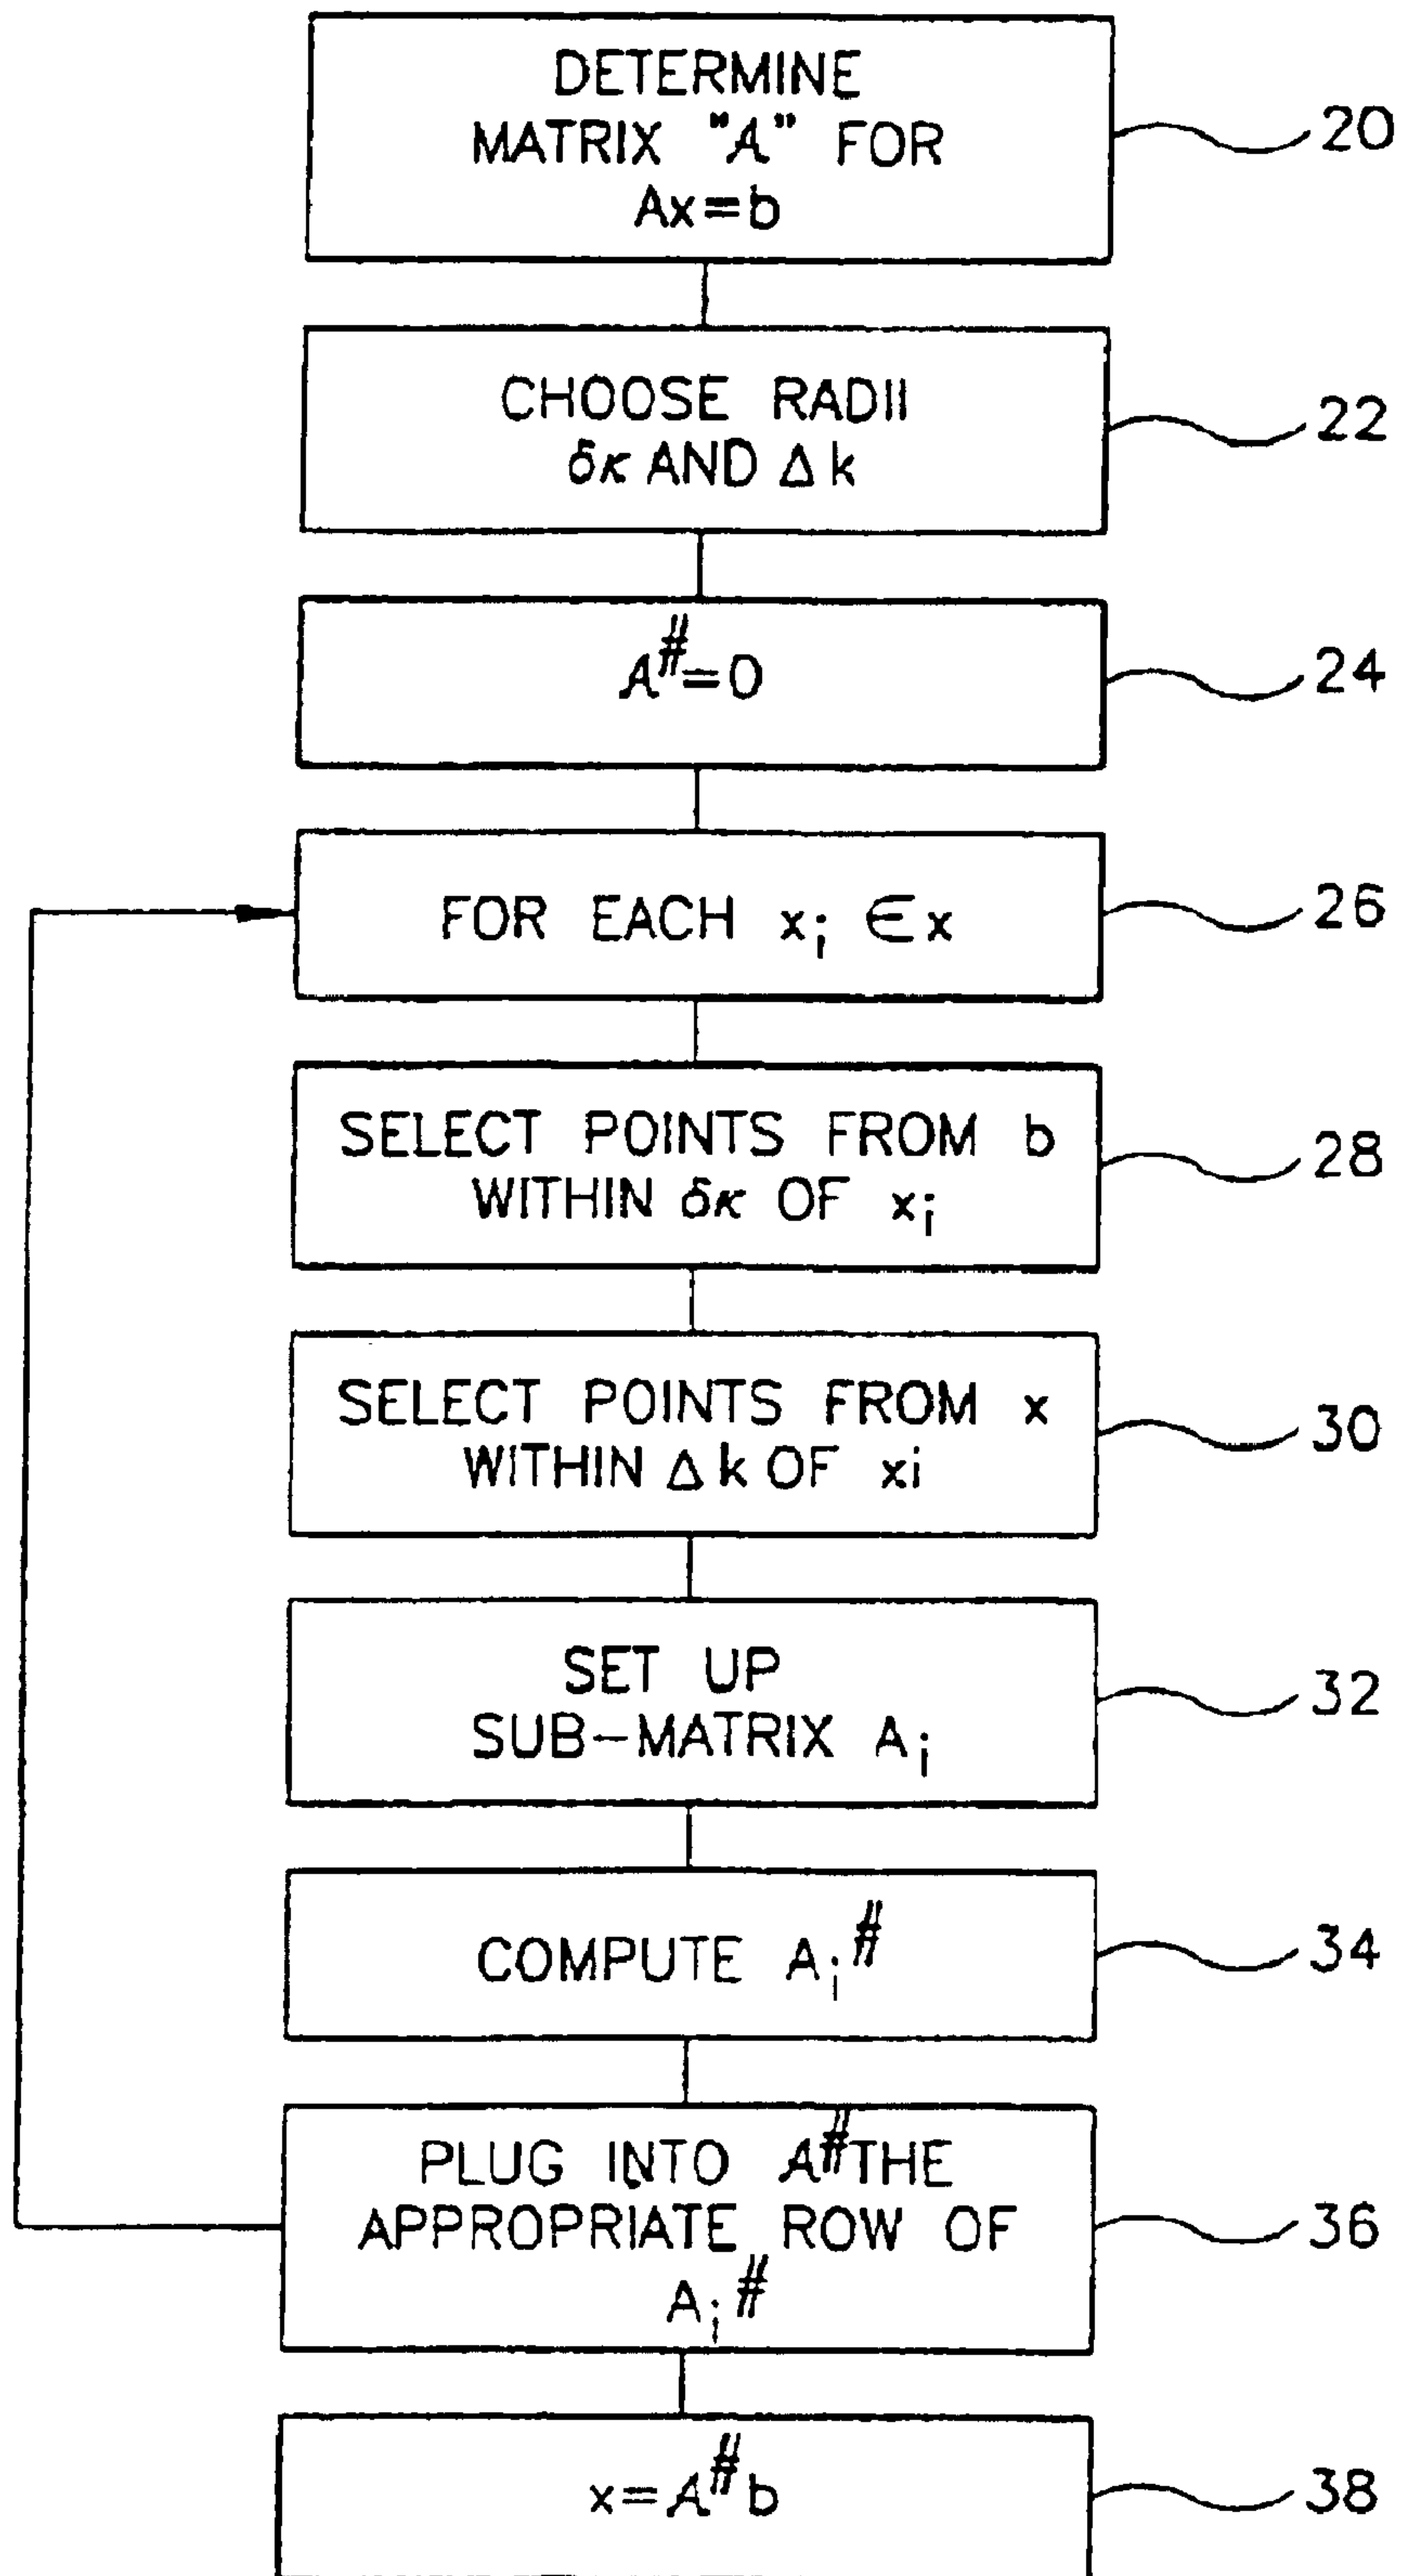 DETERMINE
MATRIX "A" FOR
Ax=b
20
CHOOSE RADII
δκ AND Δk
22
A#=0
24
FOR EACH xi ∈x
26
SELECT POINTS FROM b
WITHIN δκ OF xi
28
SELECT POINTS FROM x
WITHIN Δk OF xi
30
SET UP
SUB-MATRIX Ai
32
COMPUTE Ai#
34
PLUG INTO A# THE
APPROPRIATE ROW OF
Ai#
36
x=A#b
38